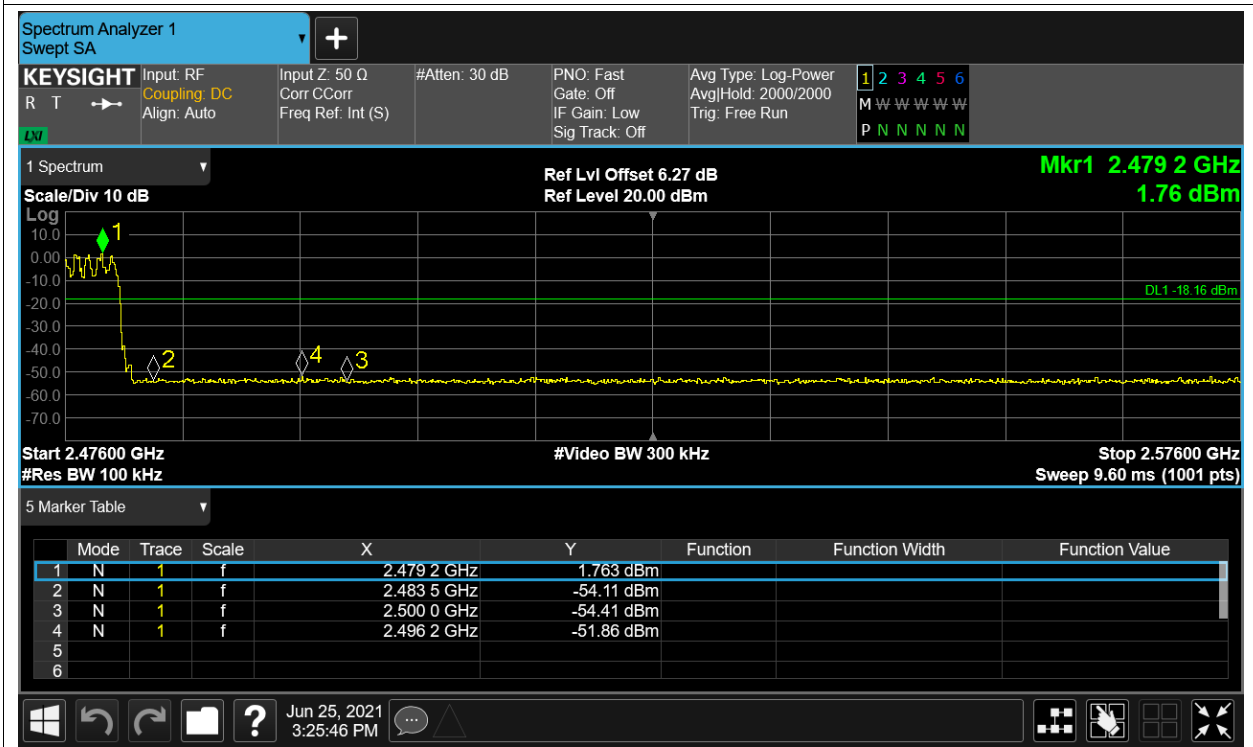 Spectrum Analyzer 1
Swept SA
KEYSIGHT
R T
LXI
Input: RF
Coupling: DC
Align: Auto
Input Z: 50 Ω
Corr CCorr
Freq Ref: Int (S)
#Atten: 30 dB
PNO: Fast
Gate: Off
IF Gain: Low
Sig Track: Off
Avg Type: Log-Power
Avg|Hold: 2000/2000
Trig: Free Run
1 2 3 4 5 6
M W W W W W
P N N N N N
1 Spectrum
Scale/Div 10 dB
Ref Lvl Offset 6.27 dB
Ref Level 20.00 dBm
Mkr1 2.479 2 GHz
1.76 dBm
Log
10.0
0.00
-10.0
-20.0
-30.0
-40.0
-50.0
-60.0
-70.0
1
2
4
3
DL1 -18.16 dBm
Start 2.47600 GHz
#Video BW 300 kHz
Stop 2.57600 GHz
#Res BW 100 kHz
Sweep 9.60 ms (1001 pts)
5 Marker Table
Mode Trace Scale X Y Function Function Width Function Value
1 N 1 f 2.479 2 GHz 1.763 dBm
2 N 1 f 2.483 5 GHz -54.11 dBm
3 N 1 f 2.500 0 GHz -54.41 dBm
4 N 1 f 2.496 2 GHz -51.86 dBm
5
6
?
Jun 25, 2021
3:25:46 PM